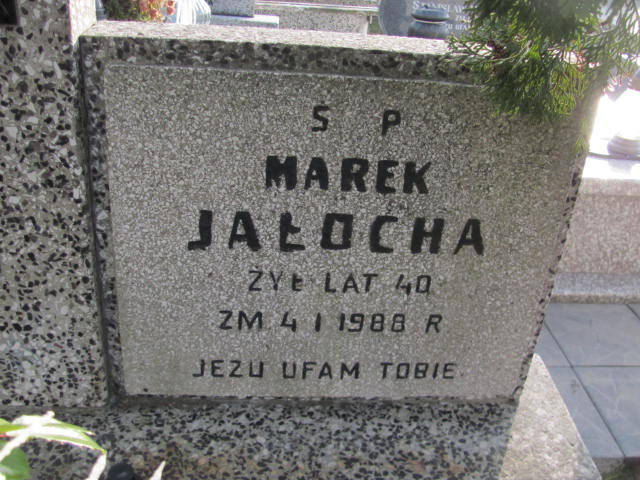 S P
MAREK
JAŁOCHA
ŻYŁ LAT 40
ZM 4 I 1988 R
JEZU UFAM TOBIE